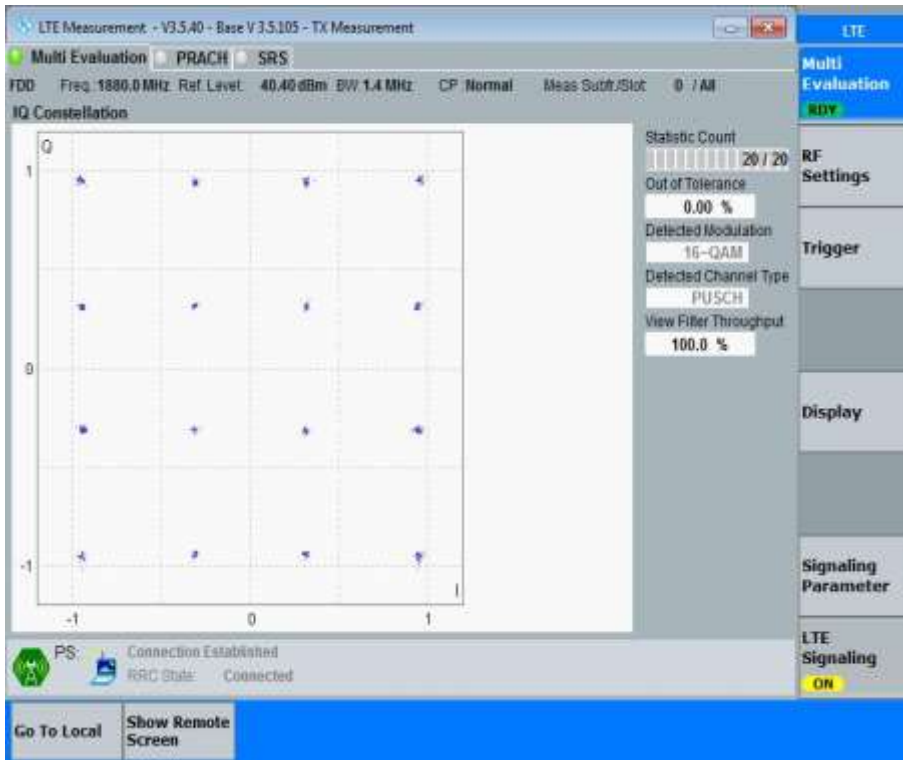 LTE Measurement - V3.5.40 - Base V 3.5.105 - TX Measurement
Multi Evaluation PRACH SRS
FDD Freq: 1880.0 MHz Ref. Level: 40.40 dBm BW: 1.4 MHz CP: Normal Meas Subfr./Slot: 0 / All
IQ Constellation
Q
1
0
-1
-1 0 1
I
Statistic Count
20 / 20
Out of Tolerance
0.00 %
Detected Modulation
16-QAM
Detected Channel Type
PUSCH
View Filter Throughput
100.0 %
PS: Connection Established
RRC State: Connected
LTE
Multi
Evaluation
RDY
RF
Settings
Trigger
Display
Signaling
Parameter
LTE
Signaling
ON
Go To Local
Show Remote
Screen